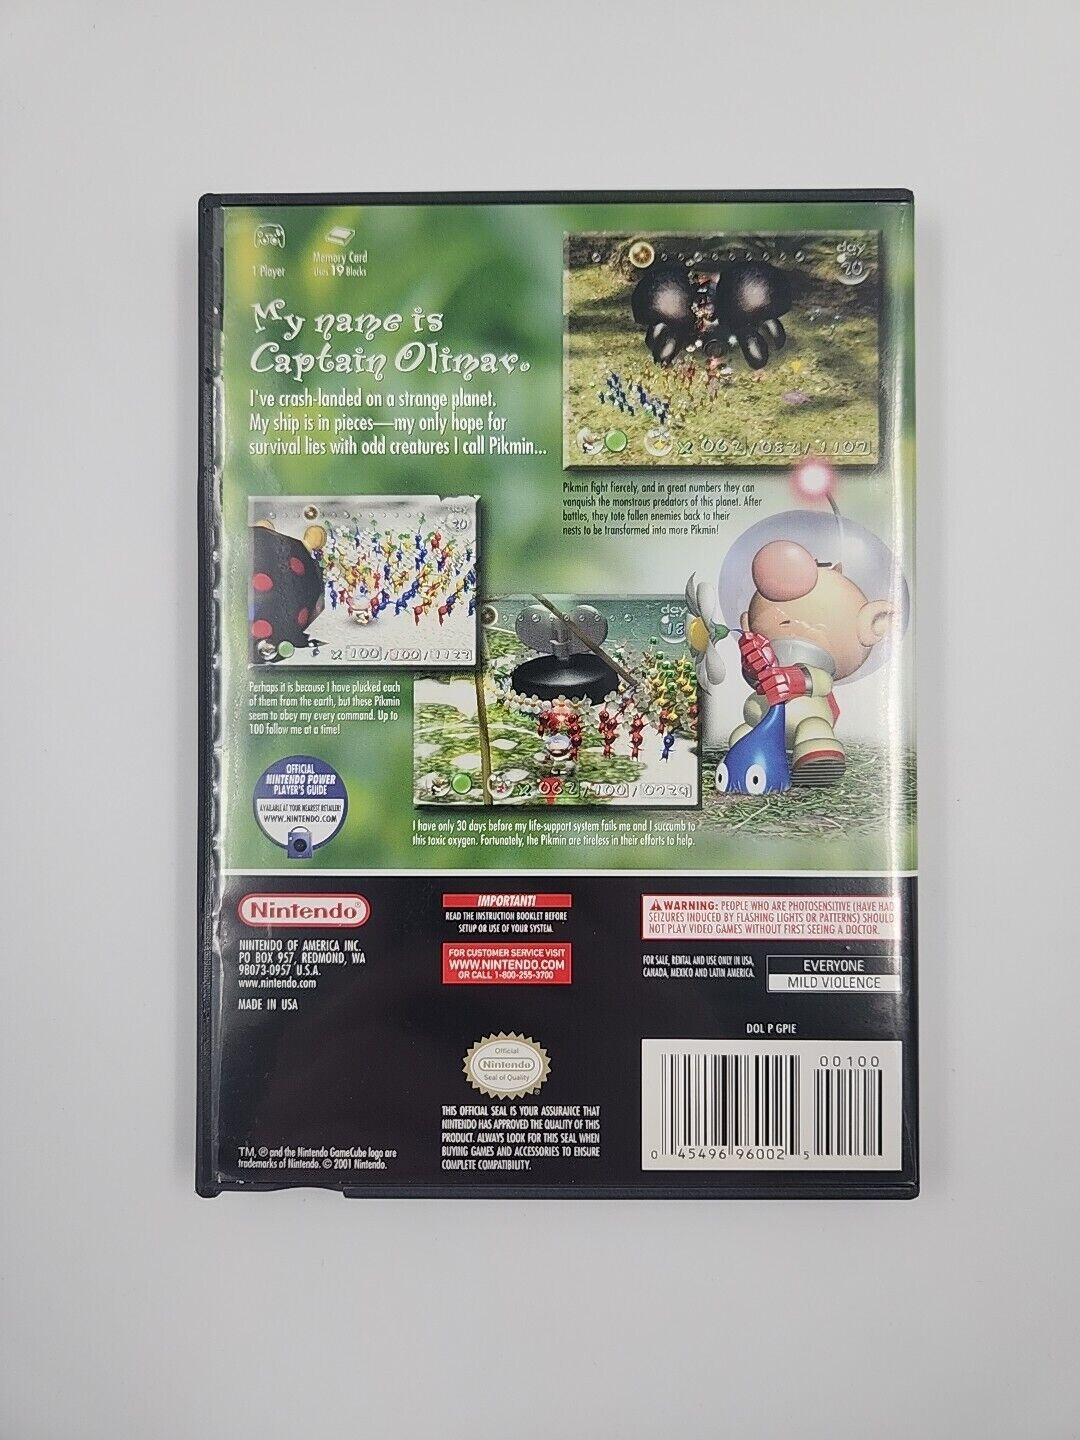 1 Player
Memory Card
Uses 19 Blocks
My name is
Captain Olimar.
I've crash-landed on a strange planet.
My ship is in pieces—my only hope for
survival lies with odd creatures I call Pikmin...
day
20
x 062/083/1107
Pikmin fight fiercely, and in great numbers they can
vanquish the monstrous predators of this planet. After
battles, they tote fallen enemies back to their
nests to be transformed into more Pikmin!
20
x 100/100/1122
Perhaps it is because I have plucked each
of them from the earth, but these Pikmin
seem to obey my every command. Up to
100 follow me at a time!
day
18
x 062/100/0729
I have only 30 days before my life-support system fails me and I succumb to
this toxic oxygen. Fortunately, the Pikmin are tireless in their efforts to help.
OFFICIAL
NINTENDO POWER
PLAYER'S GUIDE
AVAILABLE AT YOUR NEAREST RETAILER!
WWW.NINTENDO.COM
Nintendo®
NINTENDO OF AMERICA INC.
PO BOX 957, REDMOND, WA
98073-0957 U.S.A.
www.nintendo.com
MADE IN USA
IMPORTANT!
READ THE INSTRUCTION BOOKLET BEFORE
SETUP OR USE OF YOUR SYSTEM.
FOR CUSTOMER SERVICE VISIT
WWW.NINTENDO.COM
OR CALL 1-800-255-3700
WARNING: PEOPLE WHO ARE PHOTOSENSITIVE (HAVE HAD
SEIZURES INDUCED BY FLASHING LIGHTS OR PATTERNS) SHOULD
NOT PLAY VIDEO GAMES WITHOUT FIRST SEEING A DOCTOR.
FOR SALE, RENTAL AND USE ONLY IN USA,
CANADA, MEXICO AND LATIN AMERICA.
EVERYONE
MILD VIOLENCE
DOL P GPIE
Official
Nintendo
Seal of Quality
THIS OFFICIAL SEAL IS YOUR ASSURANCE THAT
NINTENDO HAS APPROVED THE QUALITY OF THIS
PRODUCT. ALWAYS LOOK FOR THIS SEAL WHEN
BUYING GAMES AND ACCESSORIES TO ENSURE
COMPLETE COMPATIBILITY.
TM, ® and the Nintendo GameCube logo are
trademarks of Nintendo. © 2001 Nintendo.
00100
0 45496 96002 5